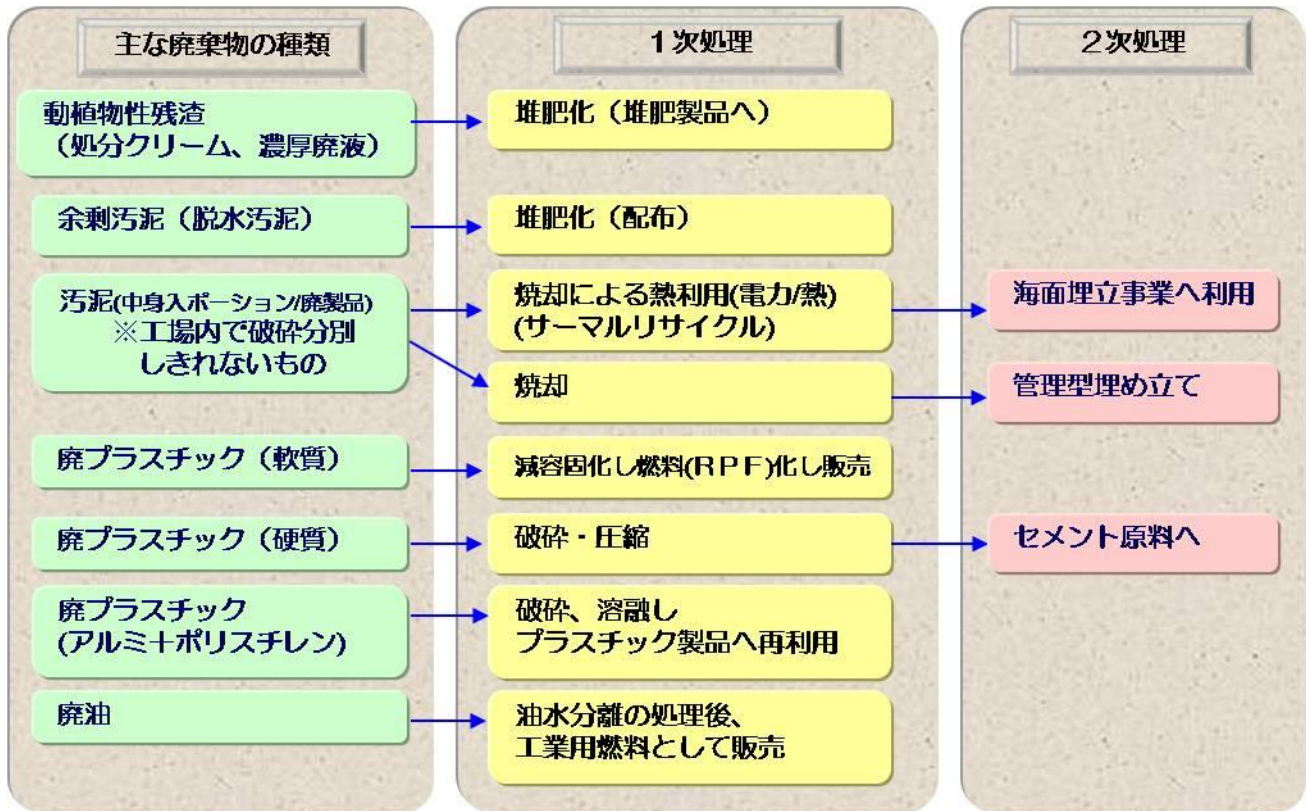 主な廃棄物の種類
1次処理
2次処理
動植物性残渣
(処分クリーム、濃厚廃液)
堆肥化(堆肥製品へ)
余剰汚泥(脱水汚泥)
堆肥化(配布)
汚泥(中身入ポーション/廃製品)
※工場内で破砕分別
しきれないもの
焼却による熱利用(電力/熱)
(サーマルリサイクル)
海面埋立事業へ利用
焼却
管理型埋め立て
廃プラスチック(軟質)
減容固化し燃料(RPF)化し販売
廃プラスチック(硬質)
破砕・圧縮
セメント原料へ
廃プラスチック
(アルミ+ポリスチレン)
破砕、溶融し
プラスチック製品へ再利用
廃油
油水分離の処理後、
工業用燃料として販売